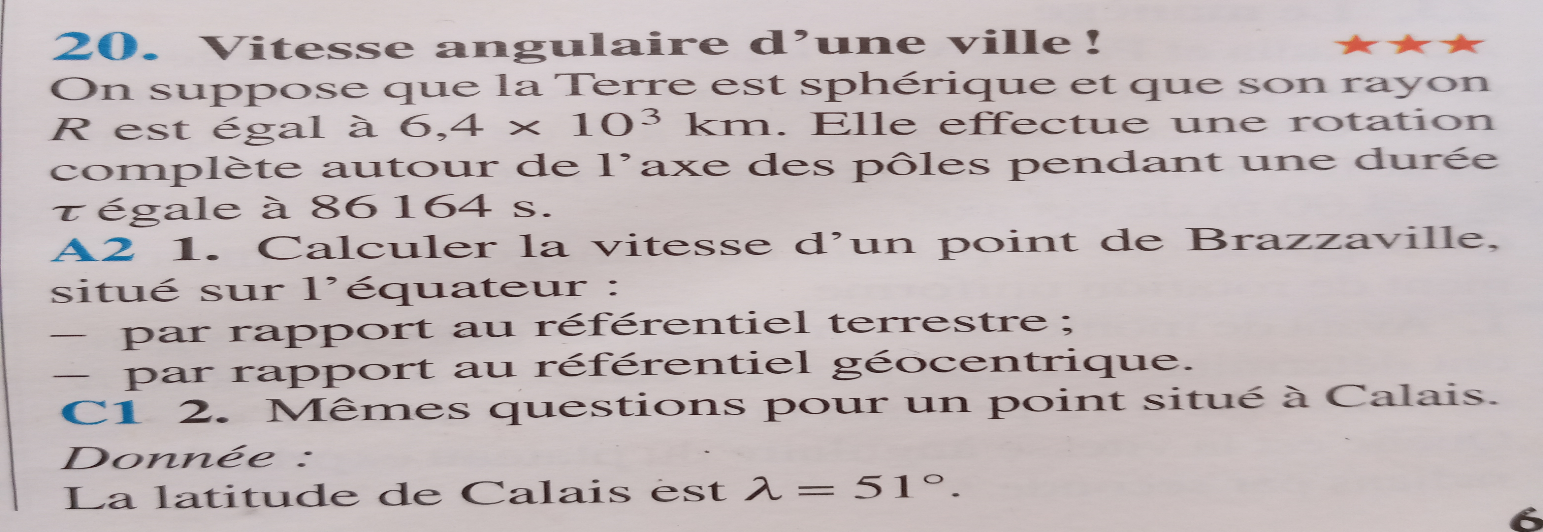 20. Vitesse angulaire d'une ville ! ★★★
On suppose que la Terre est sphérique et que son rayon
R est égal à 6,4 × 10³ km. Elle effectue une rotation
complète autour de l'axe des pôles pendant une durée
τ égale à 86 164 s.
A2 1. Calculer la vitesse d'un point de Brazzaville,
situé sur l'équateur :
— par rapport au référentiel terrestre ;
— par rapport au référentiel géocentrique.
C1 2. Mêmes questions pour un point situé à Calais.
Donnée :
La latitude de Calais est λ = 51°.
6